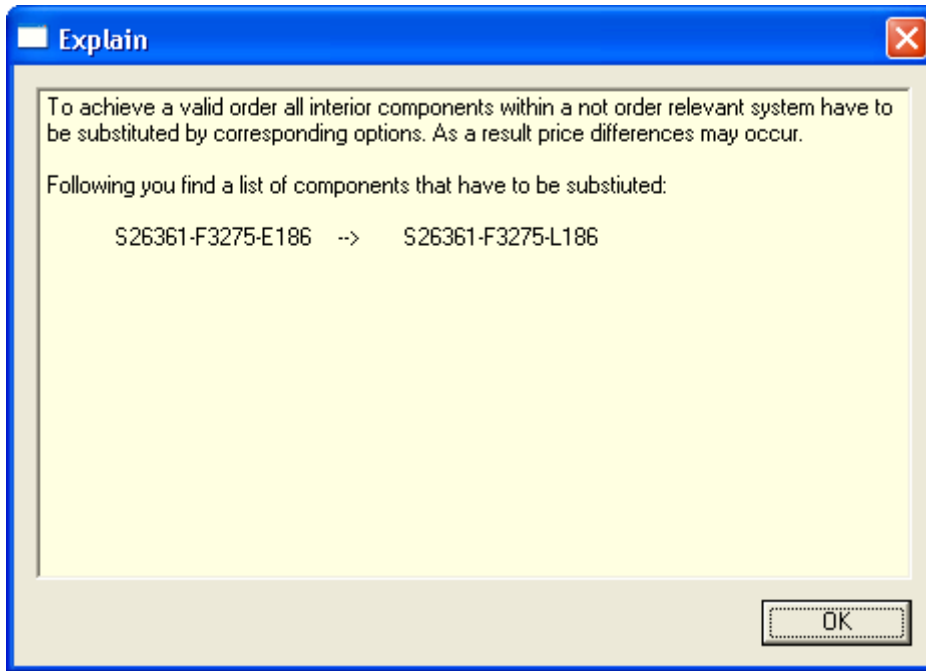 Explain
To achieve a valid order all interior components within a not order relevant system have to
be substituted by corresponding options. As a result price differences may occur.
Following you find a list of components that have to be substiuted:
S26361-F3275-E186 --> S26361-F3275-L186
OK